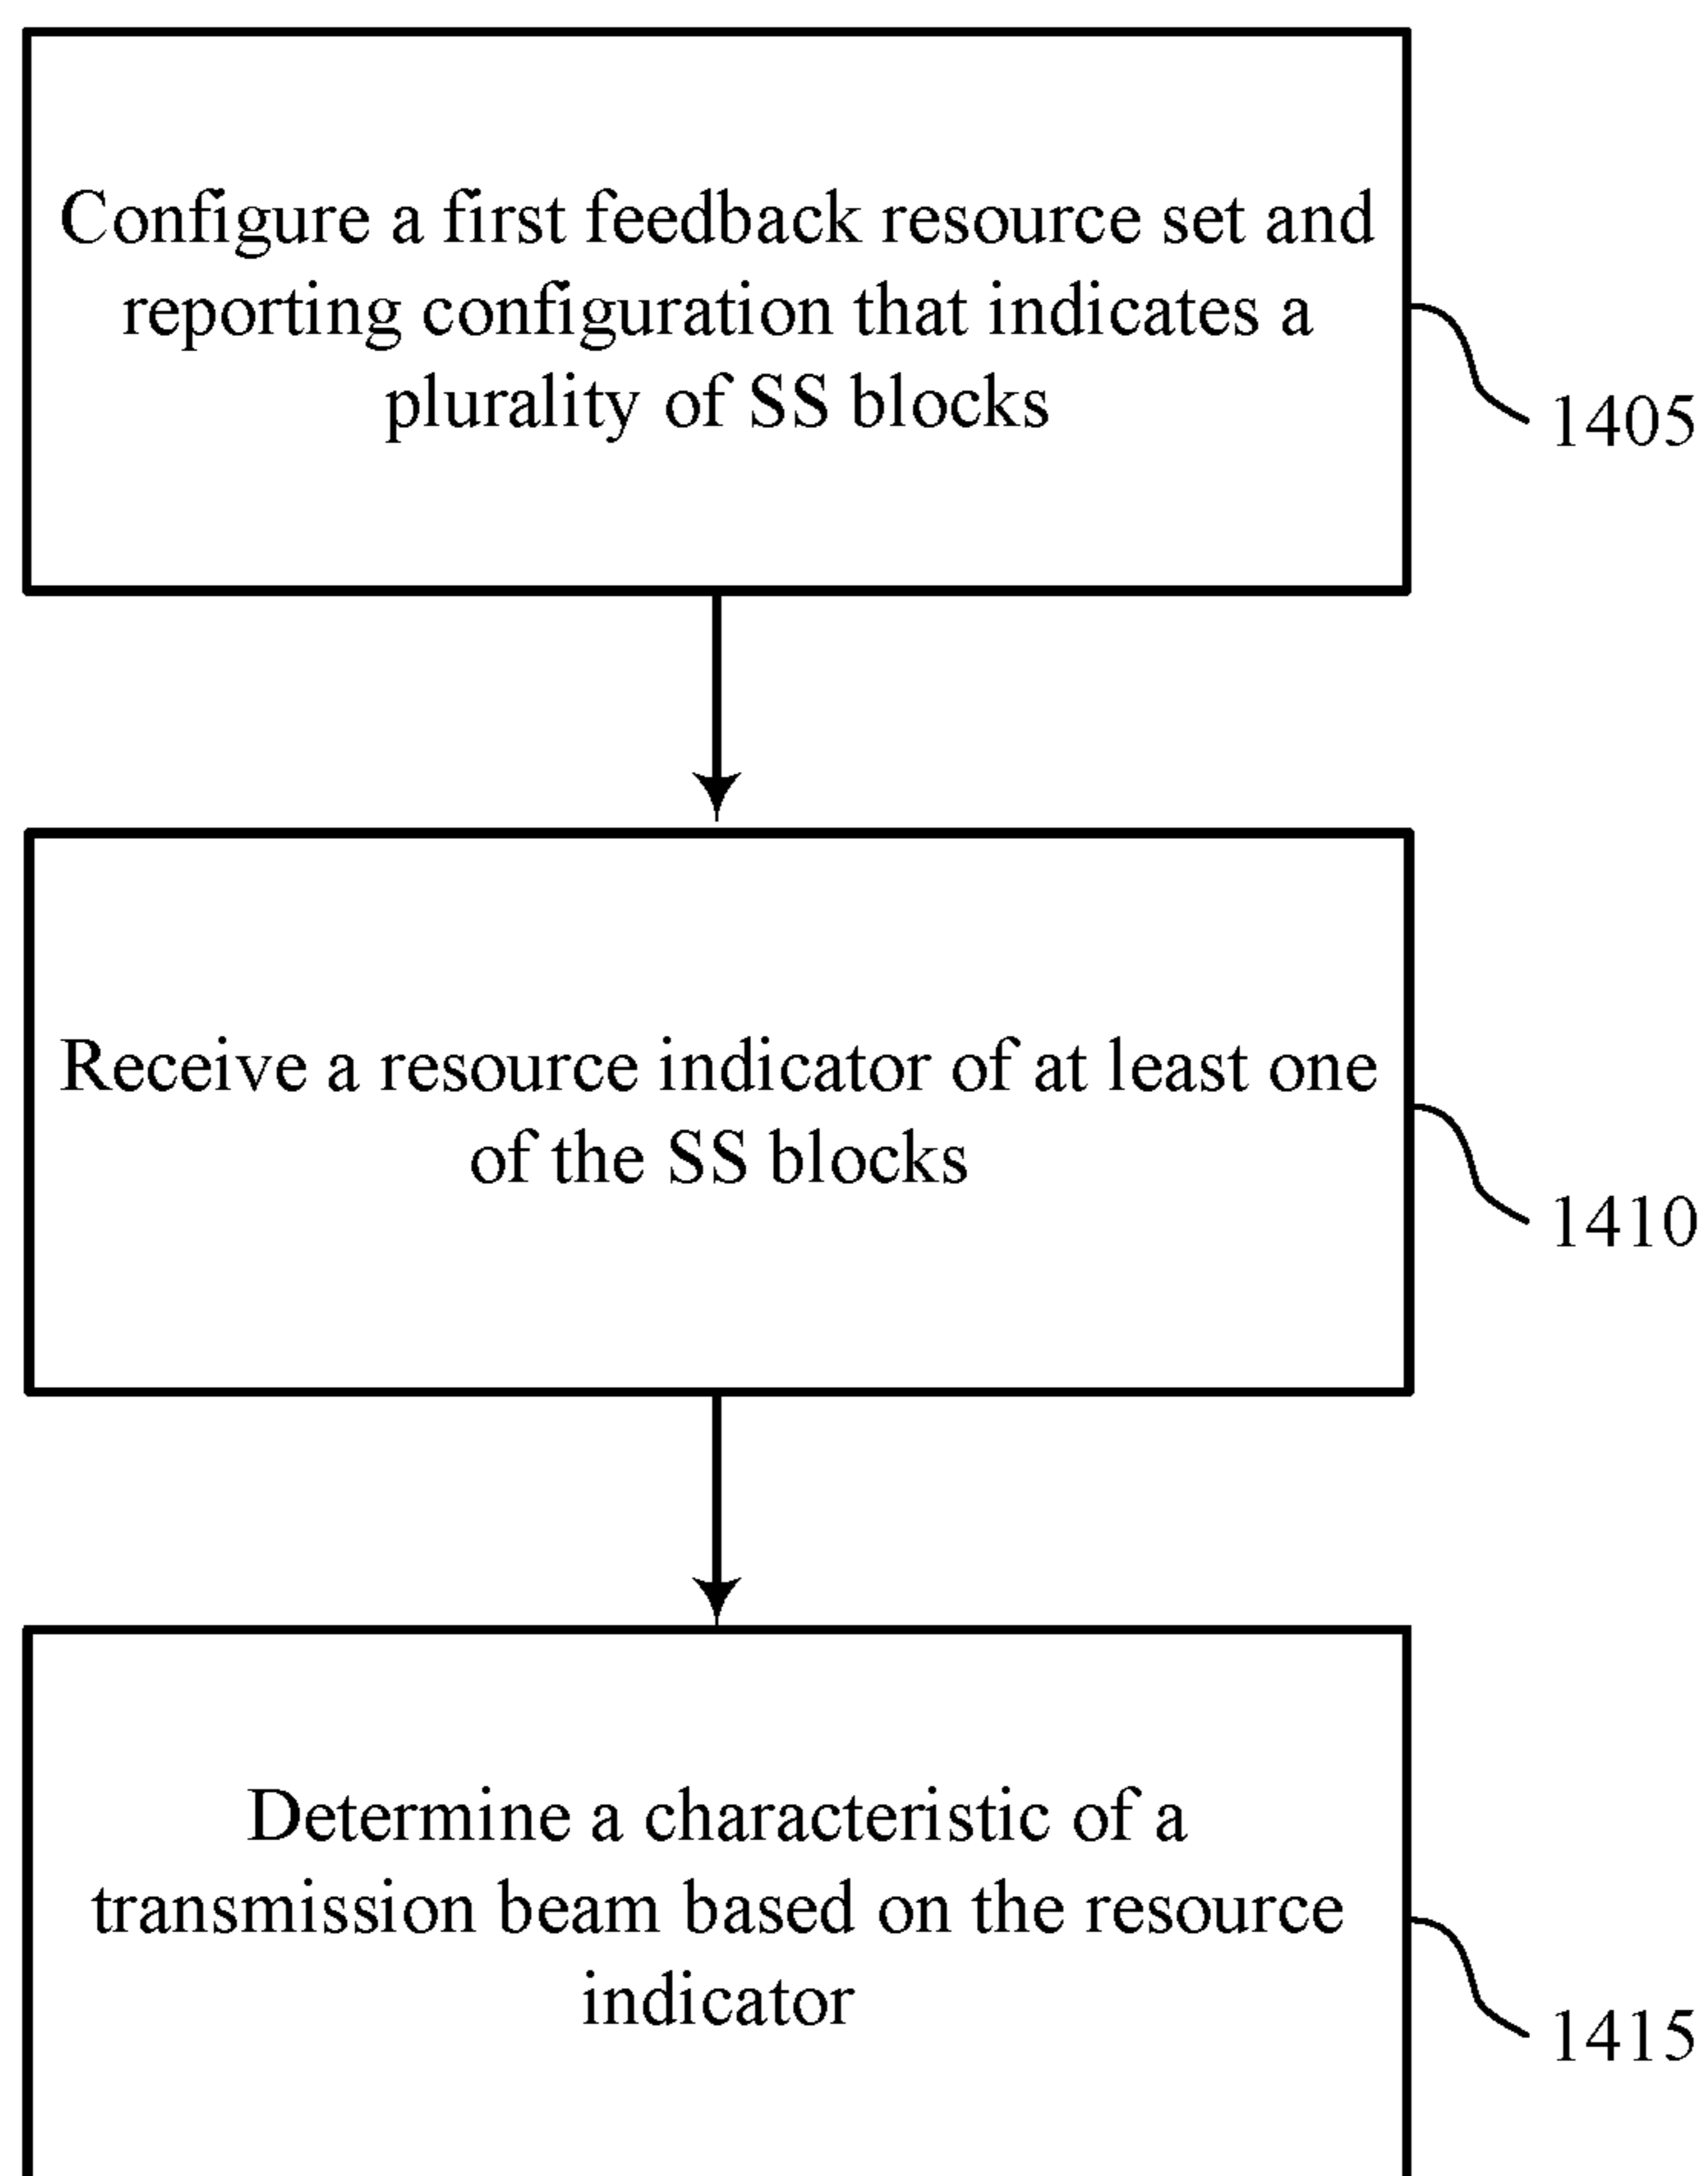 Configure a first feedback resource set and
reporting configuration that indicates a
plurality of SS blocks
1405
Receive a resource indicator of at least one
of the SS blocks
1410
Determine a characteristic of a
transmission beam based on the resource
indicator
1415